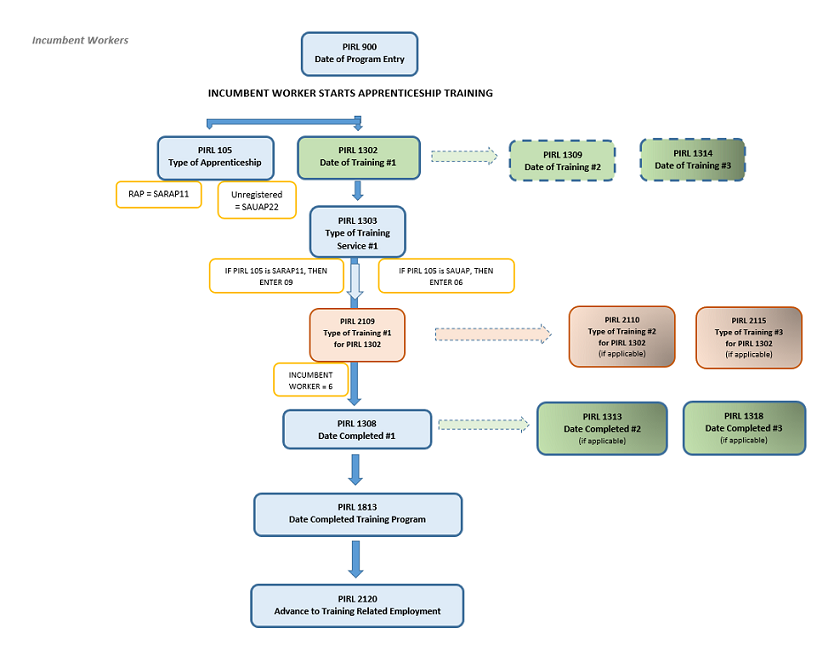 Incumbent Workers
PIRL 900
Date of Program Entry
INCUMBENT WORKER STARTS APPRENTICESHIP TRAINING
PIRL 105
Type of Apprenticeship
PIRL 1302
Date of Training #1
PIRL 1309
Date of Training #2
PIRL 1314
Date of Training #3
RAP = SARAP11
Unregistered
= SAUAP22
PIRL 1303
Type of Training
Service #1
IF PIRL 105 is SARAP11, THEN
ENTER 09
IF PIRL 105 is SAUAP, THEN
ENTER 06
PIRL 2109
Type of Training #1
for PIRL 1302
PIRL 2110
Type of Training #2
for PIRL 1302
(if applicable)
PIRL 2115
Type of Training #3
for PIRL 1302
(if applicable)
INCUMBENT
WORKER = 6
PIRL 1308
Date Completed #1
PIRL 1313
Date Completed #2
(if applicable)
PIRL 1318
Date Completed #3
(if applicable)
PIRL 1813
Date Completed Training Program
PIRL 2120
Advance to Training Related Employment